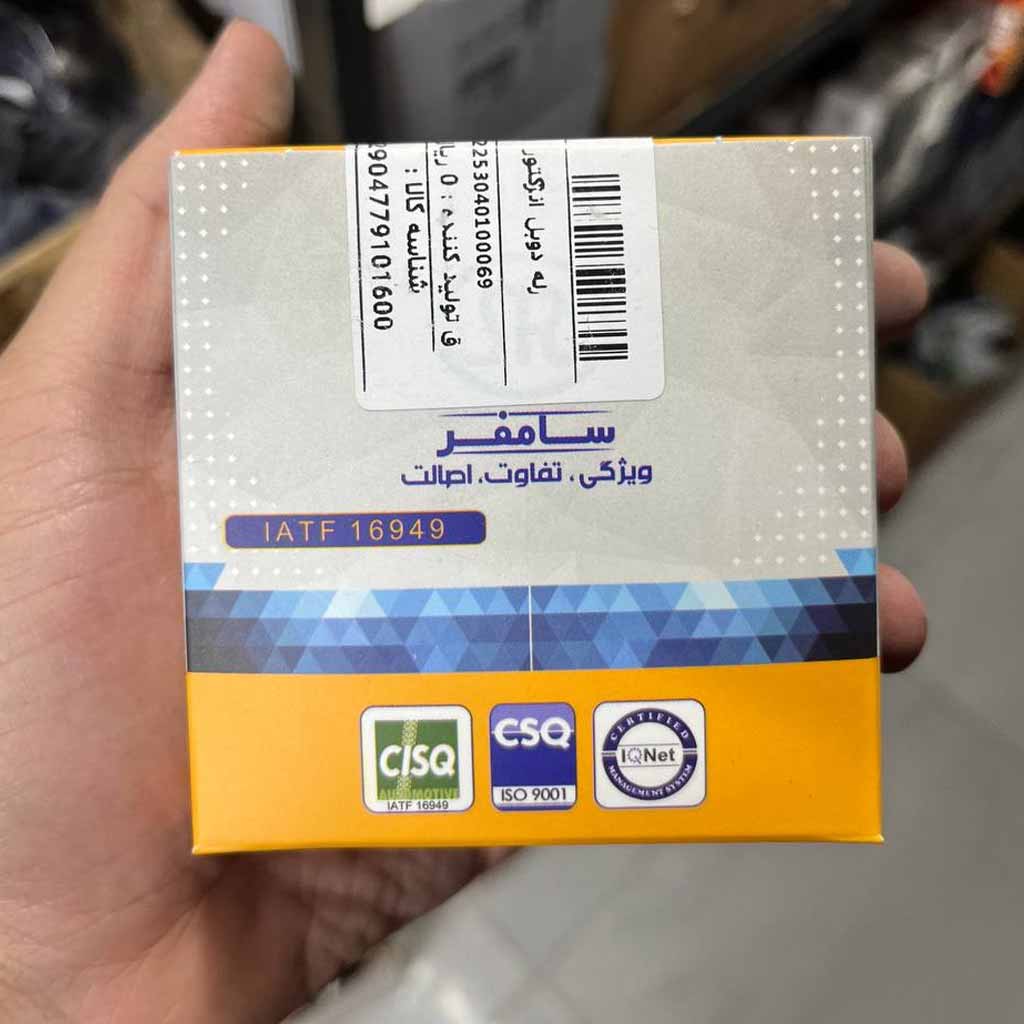 رله دوبل انژکتور
2253040100069
ق تولید کننده : 0 ریا
شناسه کالا :
2904779101600
سامفر
ویژگی، تفاوت، اصالت
IATF 16949
CISQ
AUTOMOTIVE
IATF 16949
CSQ
ISO 9001
CERTIFIED
IQNet
MANAGEMENT SYSTEM